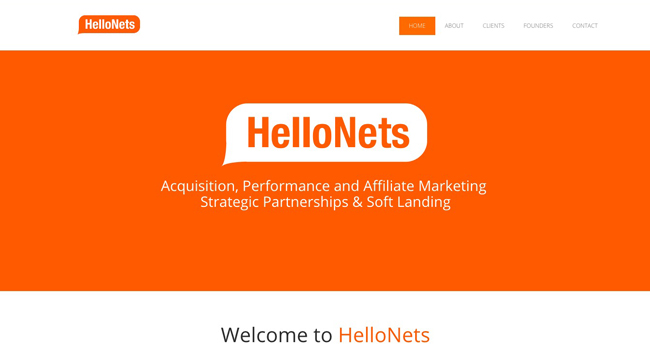 HelloNets
HOME ABOUT CLIENTS FOUNDERS CONTACT
HelloNets
Acquisition, Performance and Affiliate Marketing
Strategic Partnerships & Soft Landing
Welcome to HelloNets